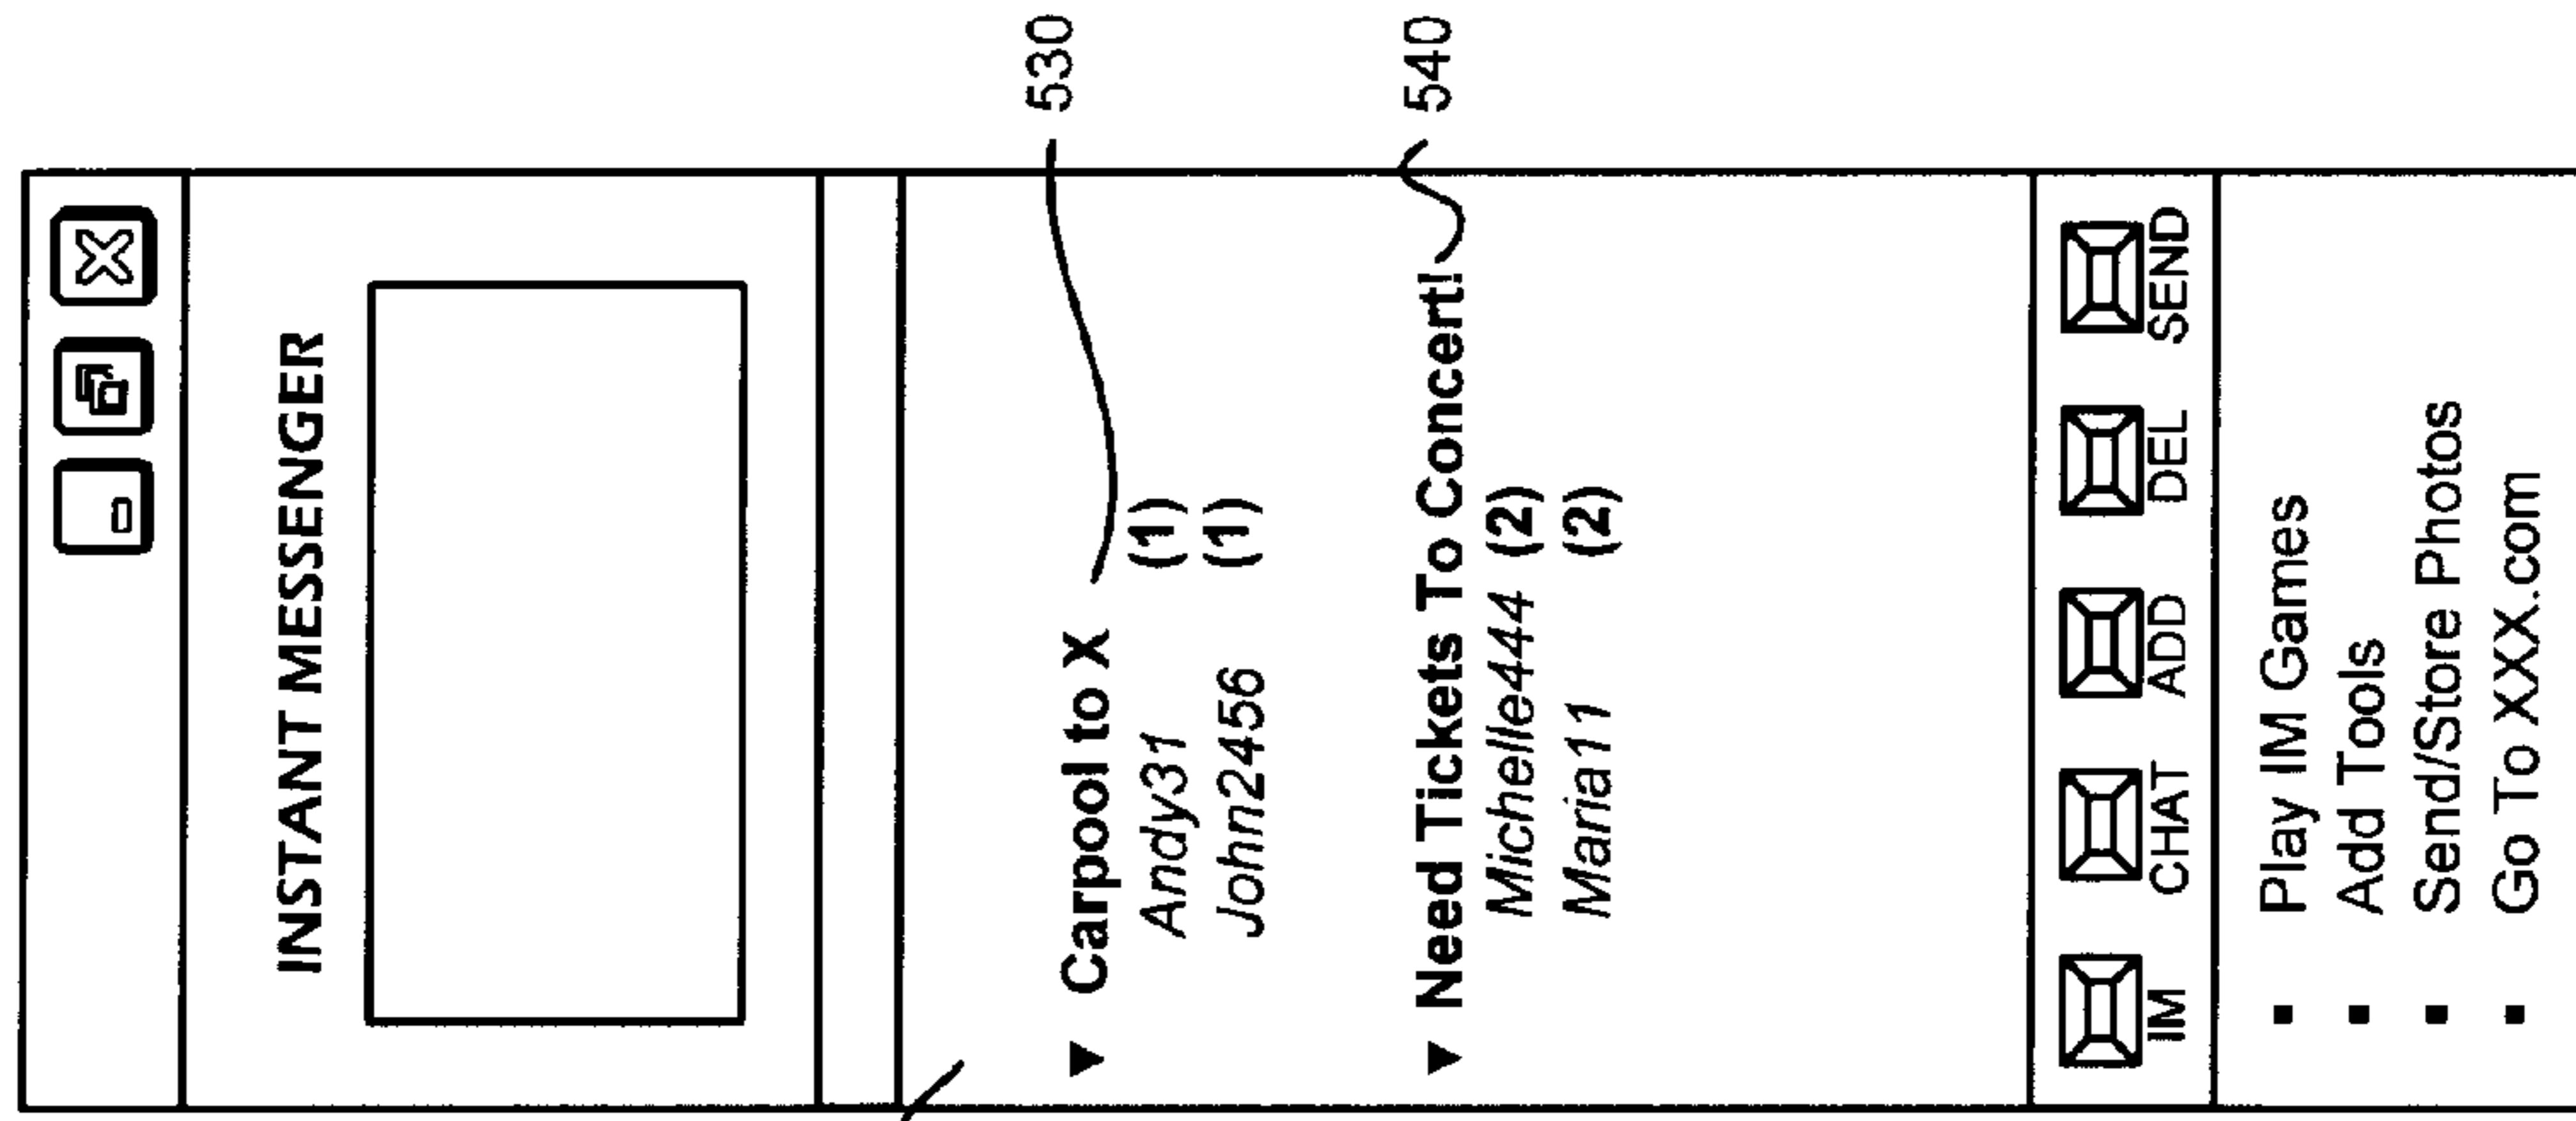 INSTANT MESSENGER
Carpool to X
530
Andy31 (1)
John2456 (1)
Need Tickets To Concert!
540
Michelle444 (2)
Maria11 (2)
IM CHAT ADD DEL SEND
▪ Play IM Games
▪ Add Tools
▪ Send/Store Photos
▪ Go To XXX.com